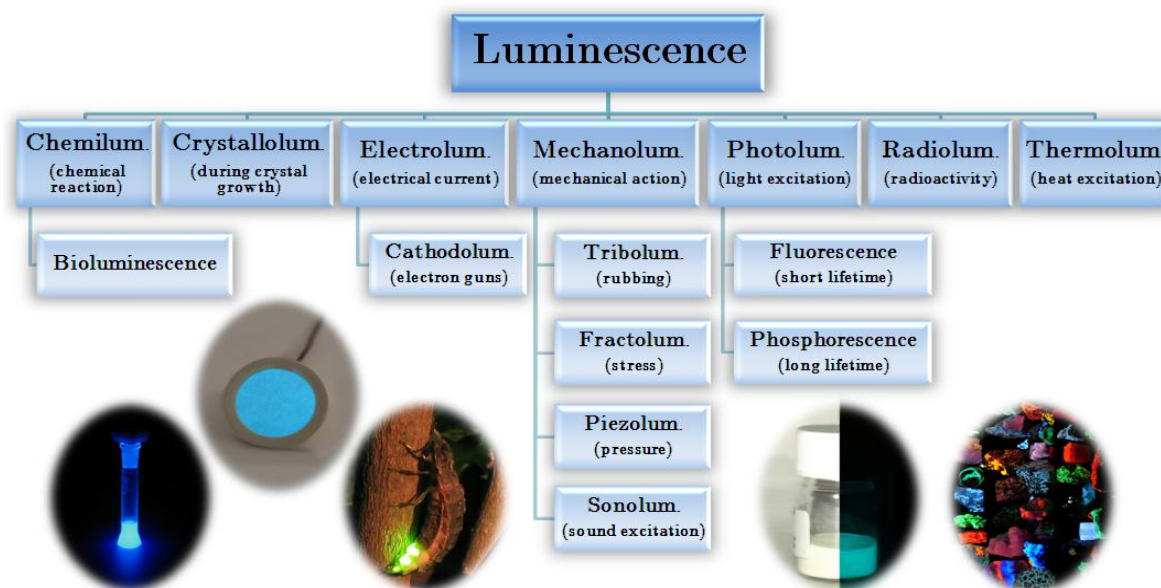 Luminescence
Chemilum.
(chemical
reaction)
Crystallolum.
(during crystal
growth)
Electrolum.
(electrical current)
Mechanolum.
(mechanical action)
Photolum.
(light excitation)
Radiolum.
(radioactivity)
Thermolum.
(heat excitation)
Bioluminescence
Cathodolum.
(electron guns)
Tribolum.
(rubbing)
Fractolum.
(stress)
Piezolum.
(pressure)
Sonolum.
(sound excitation)
Fluorescence
(short lifetime)
Phosphorescence
(long lifetime)